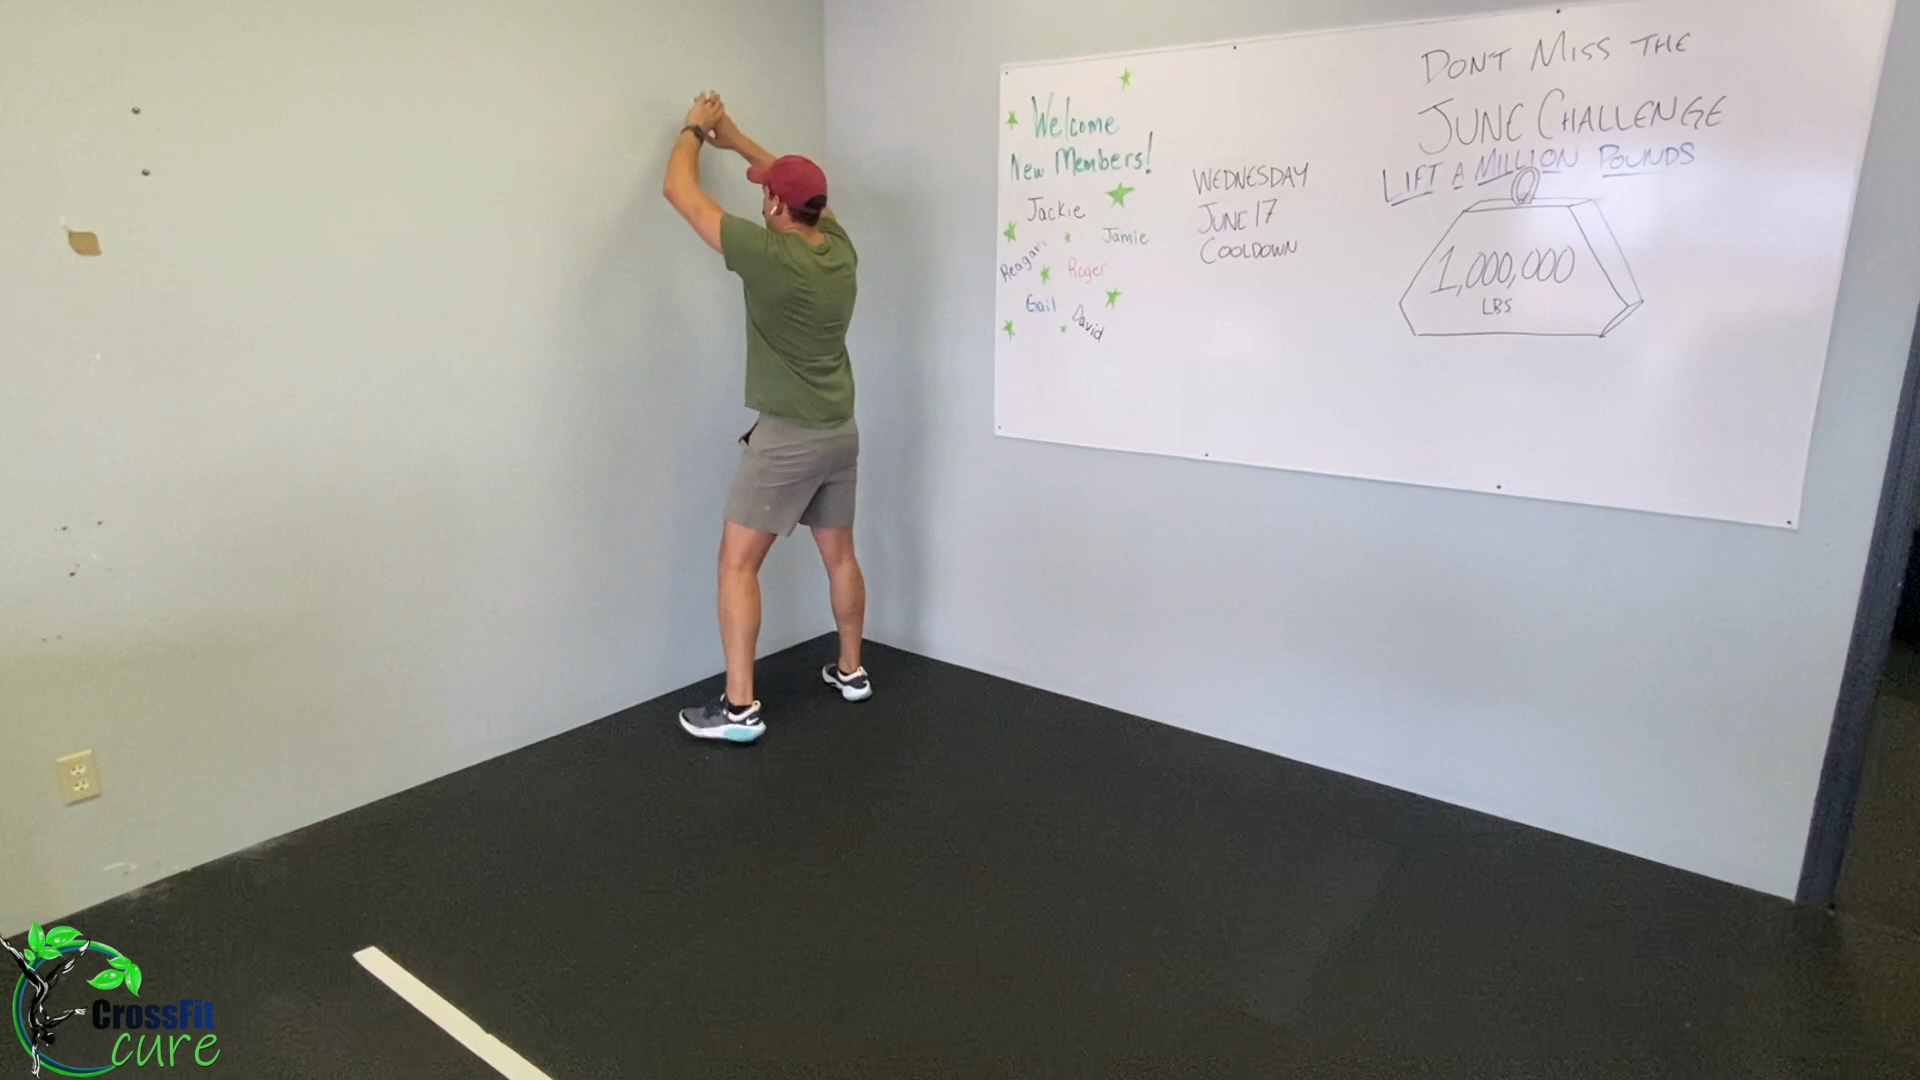 Welcome
New Members!
Jackie
Jamie
Reagan
Roger
Gail
David
WEDNESDAY
JUNE 17
COOLDOWN
DONT MISS THE
JUNE CHALLENGE
LIFT A MILLION POUNDS
1,000,000
LBS
CrossFit
cure